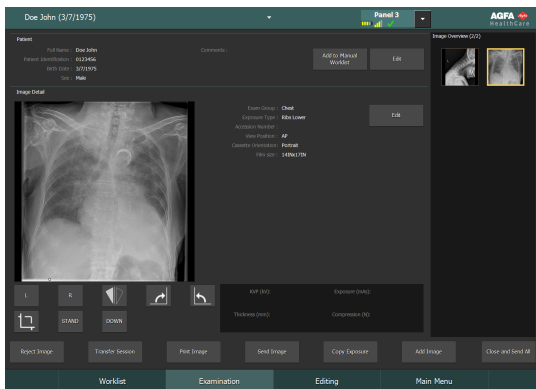 Doe John (3/7/1975)
Panel 3
AGFA
HealthCare
Patient
Full Name : Doe John
Patient Identification : 0123456
Birth Date : 3/7/1975
Sex : Male
Comments :
Add to Manual
Worklist
Edit
Image Overview (2/2)
Image Detail
Exam Group : Chest
Exposure Type : Ribs Lower
Accession Number :
View Position : AP
Cassette Orientation : Portrait
Film size : 14INx17IN
Edit
L
R
STAND
DOWN
KVP (kV):
Exposure (mAs):
Thickness (mm):
Compression (N):
Reject Image
Transfer Session
Print Image
Send Image
Copy Exposure
Add Image
Close and Send All
Worklist
Examination
Editing
Main Menu